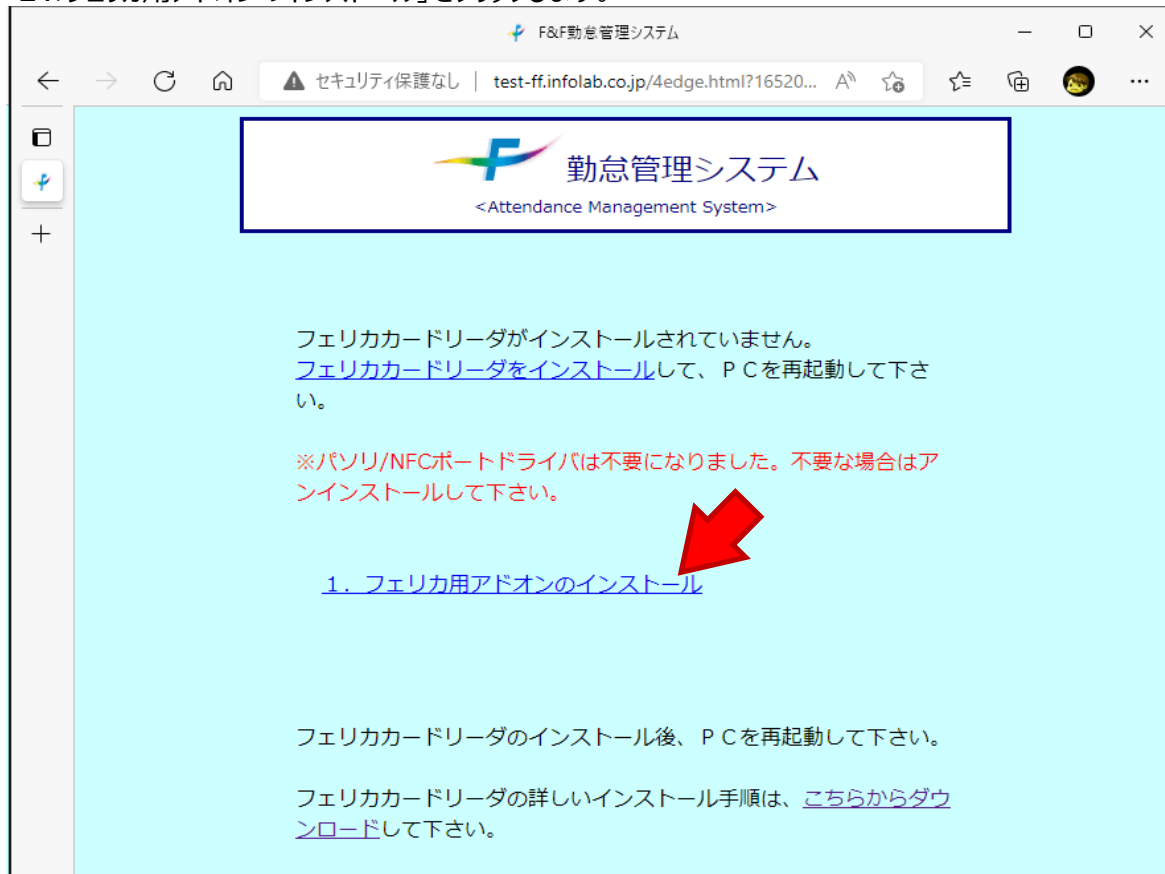 F&F勤怠管理システム
セキュリティ保護なし | test-ff.infolab.co.jp/4edge.html?16520...
勤怠管理システム
<Attendance Management System>
フェリカカードリーダがインストールされていません。
フェリカカードリーダをインストールして、ＰＣを再起動して下さ
い。
※パソリ/NFCポートドライバは不要になりました。不要な場合はア
ンインストールして下さい。
１．フェリカ用アドオンのインストール
フェリカカードリーダのインストール後、ＰＣを再起動して下さい。
フェリカカードリーダの詳しいインストール手順は、こちらからダウ
ンロードして下さい。